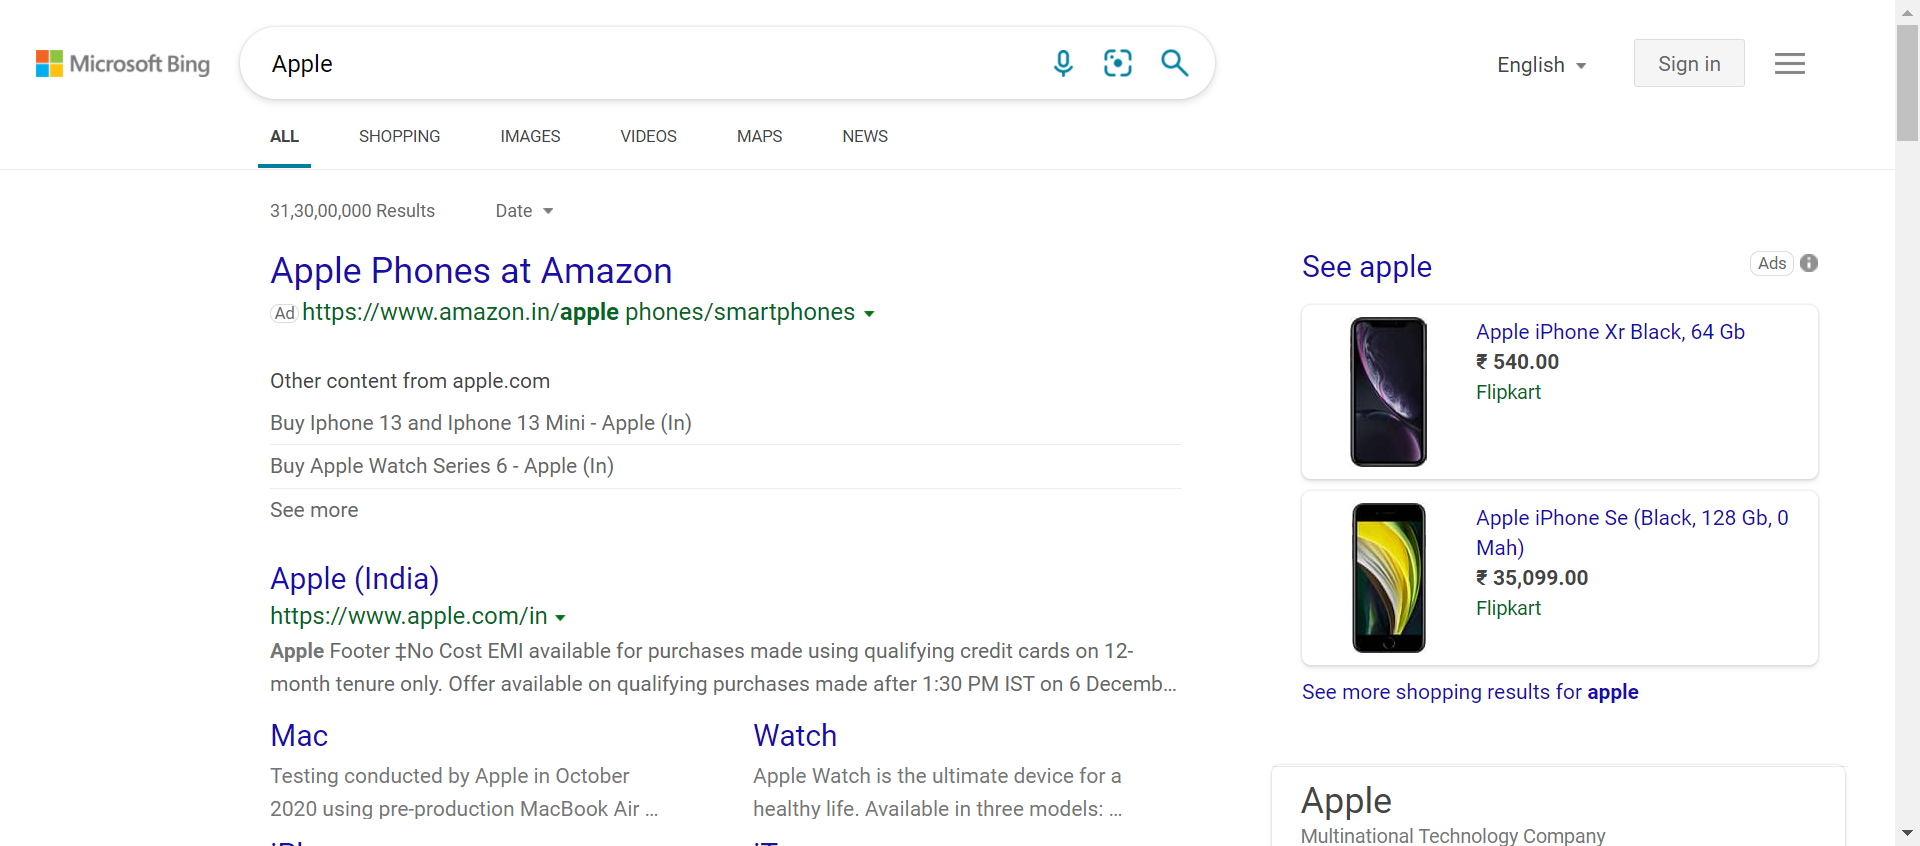 Microsoft Bing
Apple
English
Sign in
ALL
SHOPPING
IMAGES
VIDEOS
MAPS
NEWS
31,30,00,000 Results
Date
Apple Phones at Amazon
Ad https://www.amazon.in/apple phones/smartphones
Other content from apple.com
Buy Iphone 13 and Iphone 13 Mini - Apple (In)
Buy Apple Watch Series 6 - Apple (In)
See more
Apple (India)
https://www.apple.com/in
Apple Footer ‡No Cost EMI available for purchases made using qualifying credit cards on 12-
month tenure only. Offer available on qualifying purchases made after 1:30 PM IST on 6 Decemb...
Mac
Testing conducted by Apple in October
2020 using pre-production MacBook Air ...
Watch
Apple Watch is the ultimate device for a
healthy life. Available in three models: ...
See apple
Ads
Apple iPhone Xr Black, 64 Gb
₹ 540.00
Flipkart
Apple iPhone Se (Black, 128 Gb, 0
Mah)
₹ 35,099.00
Flipkart
See more shopping results for apple
Apple
Multinational Technology Company